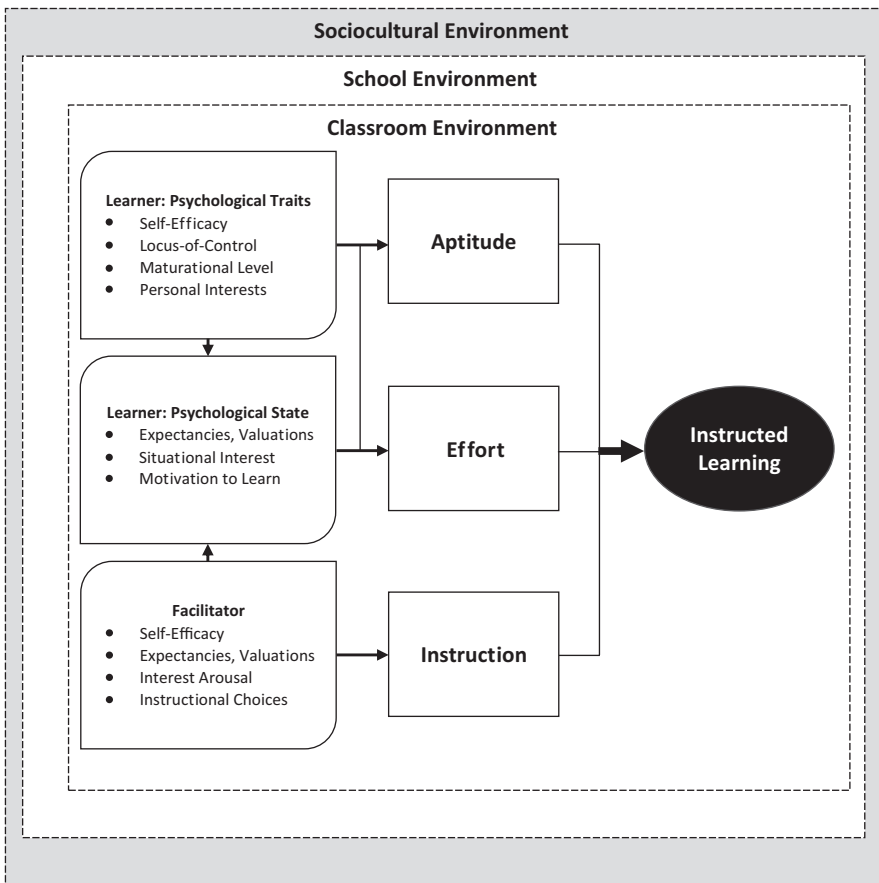 Sociocultural Environment
School Environment
Classroom Environment
Learner: Psychological Traits
• Self-Efficacy
• Locus-of-Control
• Maturational Level
• Personal Interests
Aptitude
Learner: Psychological State
• Expectancies, Valuations
• Situational Interest
• Motivation to Learn
Effort
Instructed
Learning
Facilitator
• Self-Efficacy
• Expectancies, Valuations
• Interest Arousal
• Instructional Choices
Instruction